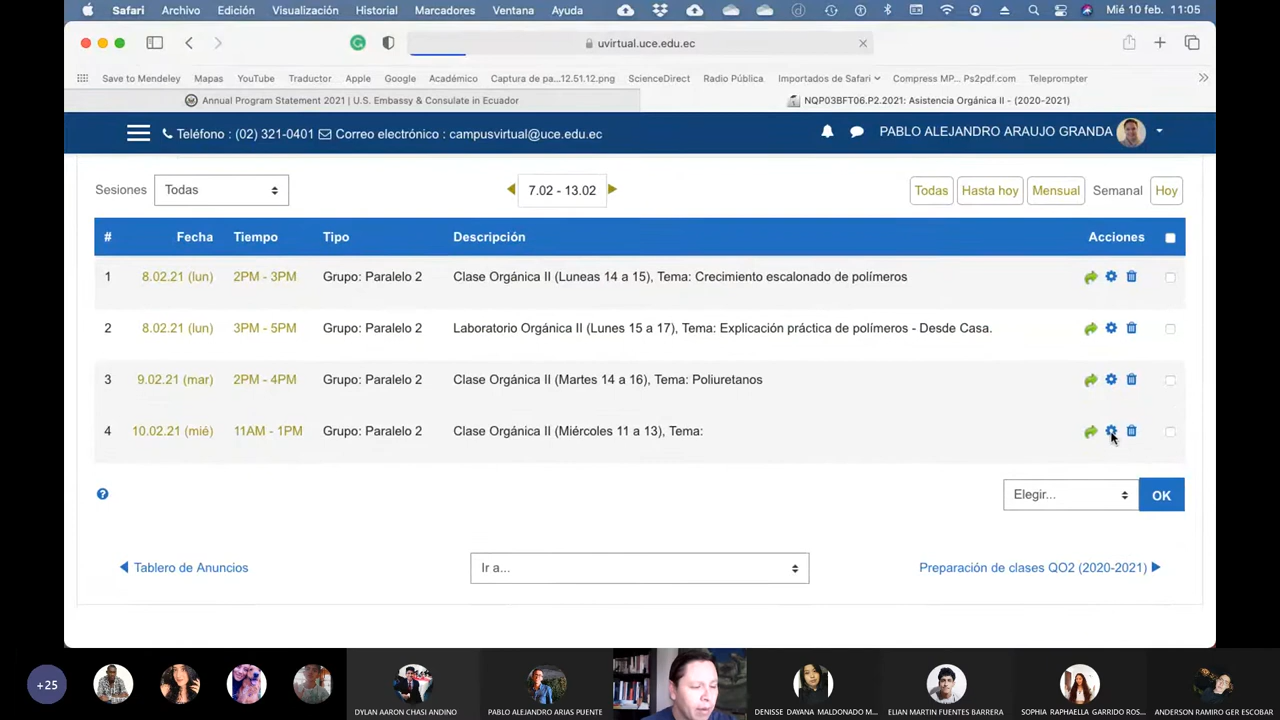 Safari Archivo Edición Visualización Historial Marcadores Ventana Ayuda Mié 10 feb. 11:05
uvirtual.uce.edu.ec
Save to Mendeley Mapas YouTube Traductor Apple Google Académico Captura de pa...12.51.12.png ScienceDirect Radio Pública Importados de Safari Compress MP... Ps2pdf.com Teleprompter
Annual Program Statement 2021 | U.S. Embassy & Consulate in Ecuador NQP03BFT06.P2.2021: Asistencia Orgánica II - (2020-2021)
Teléfono : (02) 321-0401 Correo electrónico : campusvirtual@uce.edu.ec PABLO ALEJANDRO ARAUJO GRANDA
Sesiones Todas 7.02 - 13.02 Todas Hasta hoy Mensual Semanal Hoy
# Fecha Tiempo Tipo Descripción Acciones
1 8.02.21 (lun) 2PM - 3PM Grupo: Paralelo 2 Clase Orgánica II (Luneas 14 a 15), Tema: Crecimiento escalonado de polímeros
2 8.02.21 (lun) 3PM - 5PM Grupo: Paralelo 2 Laboratorio Orgánica II (Lunes 15 a 17), Tema: Explicación práctica de polímeros - Desde Casa.
3 9.02.21 (mar) 2PM - 4PM Grupo: Paralelo 2 Clase Orgánica II (Martes 14 a 16), Tema: Poliuretanos
4 10.02.21 (mié) 11AM - 1PM Grupo: Paralelo 2 Clase Orgánica II (Miércoles 11 a 13), Tema:
Elegir... OK
Tablero de Anuncios Ir a... Preparación de clases QO2 (2020-2021)
+25
DYLAN AARON CHASI ANDINO PABLO ALEJANDRO ARIAS PUENTE DENISSE DAYANA MALDONADO M... ELIAN MARTIN FUENTES BARRERA SOPHIA RAPHAELLA GARRIDO ROS... ANDERSON RAMIRO GER ESCOBAR